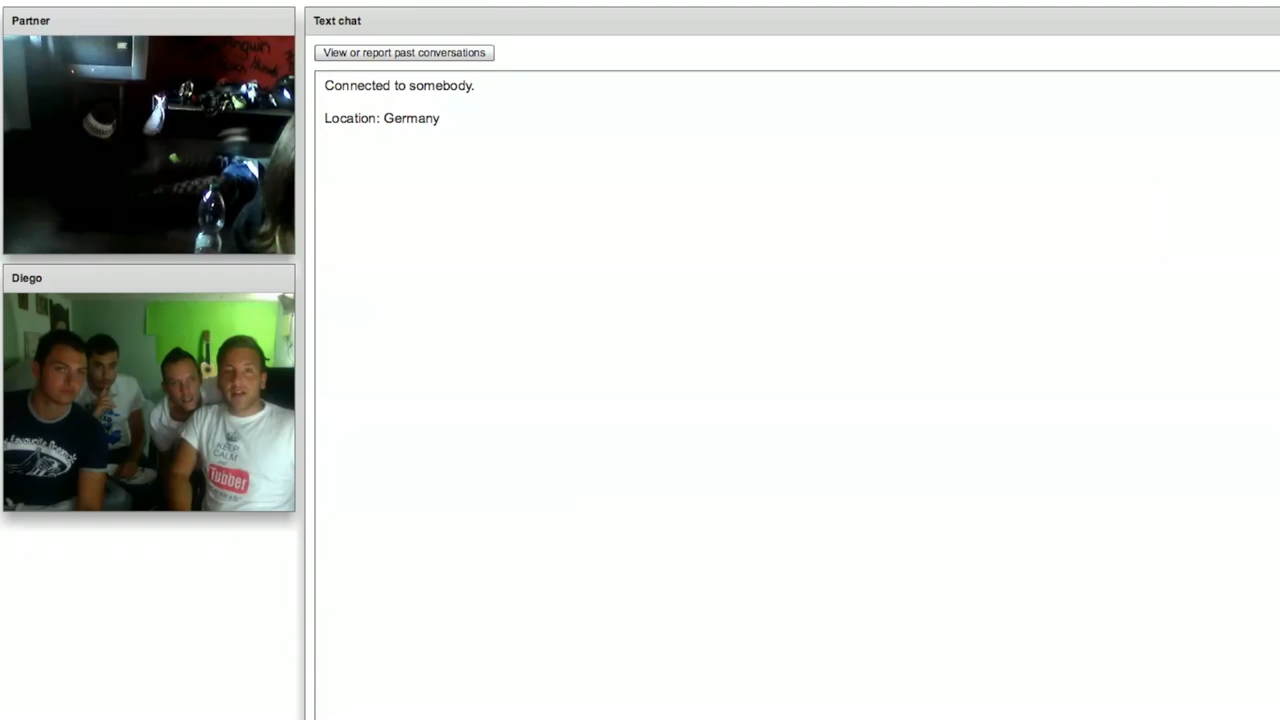 Partner
Text chat
View or report past conversations
Connected to somebody.
Location: Germany
Diego
KEEP
CALM
Tubber